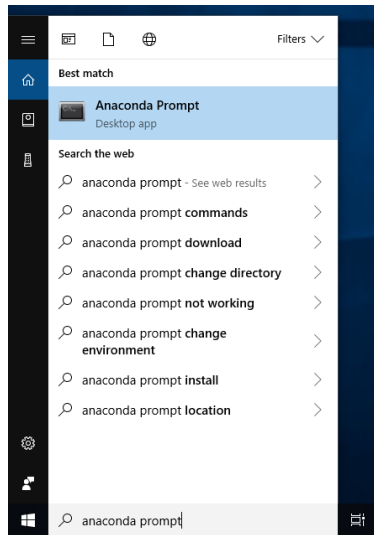 Filters
Best match
Anaconda Prompt
Desktop app
Search the web
anaconda prompt - See web results
anaconda prompt commands
anaconda prompt download
anaconda prompt change directory
anaconda prompt not working
anaconda prompt change
environment
anaconda prompt install
anaconda prompt location
anaconda prompt